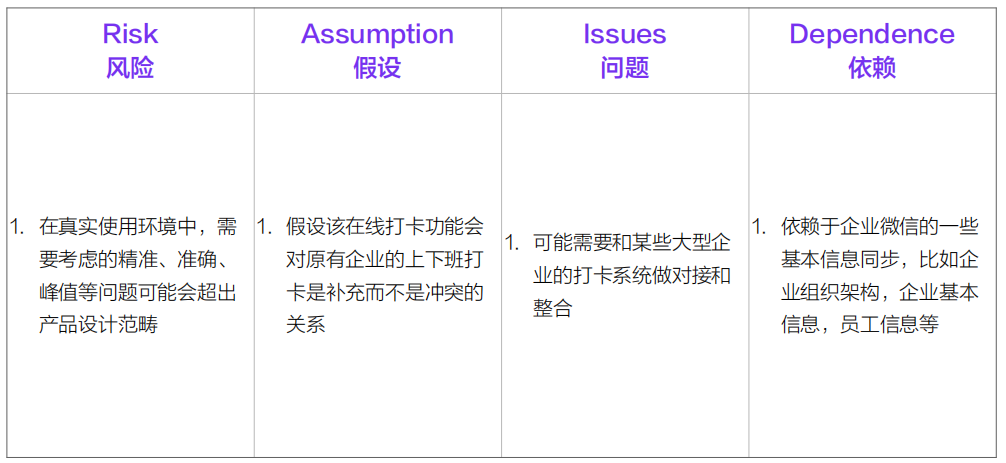 Risk
风险
Assumption
假设
Issues
问题
Dependence
依赖
1. 在真实使用环境中，需
要考虑的精准、准确、
峰值等问题可能会超出
产品设计范畴
1. 假设该在线打卡功能会
对原有企业的上下班打
卡是补充而不是冲突的
关系
1. 可能需要和某些大型企
业的打卡系统做对接和
整合
1. 依赖于企业微信的一些
基本信息同步，比如企
业组织架构，企业基本
信息，员工信息等